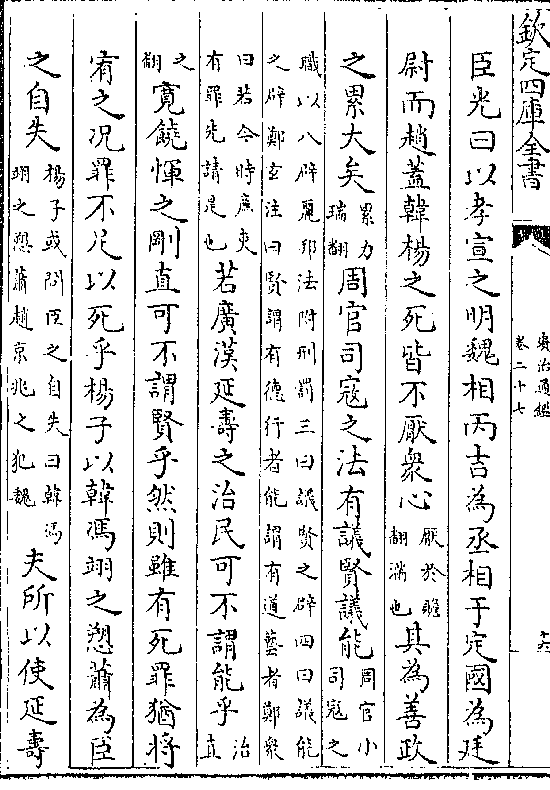 欽定四庫全書
資治通鑑
卷二十七
十六
臣光曰以孝宣之明魏相丙吉為丞相于定國為廷
尉而趙蓋韓楊之死皆不厭衆心厭於瞻翻滿也其為善政
之累大矣累力瑞翻周官司寇之法有議賢議能周官小司寇之
職以八辟麗邦法附刑罰三曰議賢之辟四曰議能
之辟鄭玄注曰賢謂有德行者能謂有道藝者鄭衆
曰若今時亷吏有罪先請是也若廣漢延壽之治民可不謂能乎治直
之翻寛饒惲之剛直可不謂賢乎然則雖有死罪猶將
宥之况罪不足以死乎楊子以韓馮翊之愬蕭為臣
之自失楊子或問臣之自失曰韓馮翊之愬蕭趙京兆之犯魏夫所以使延壽